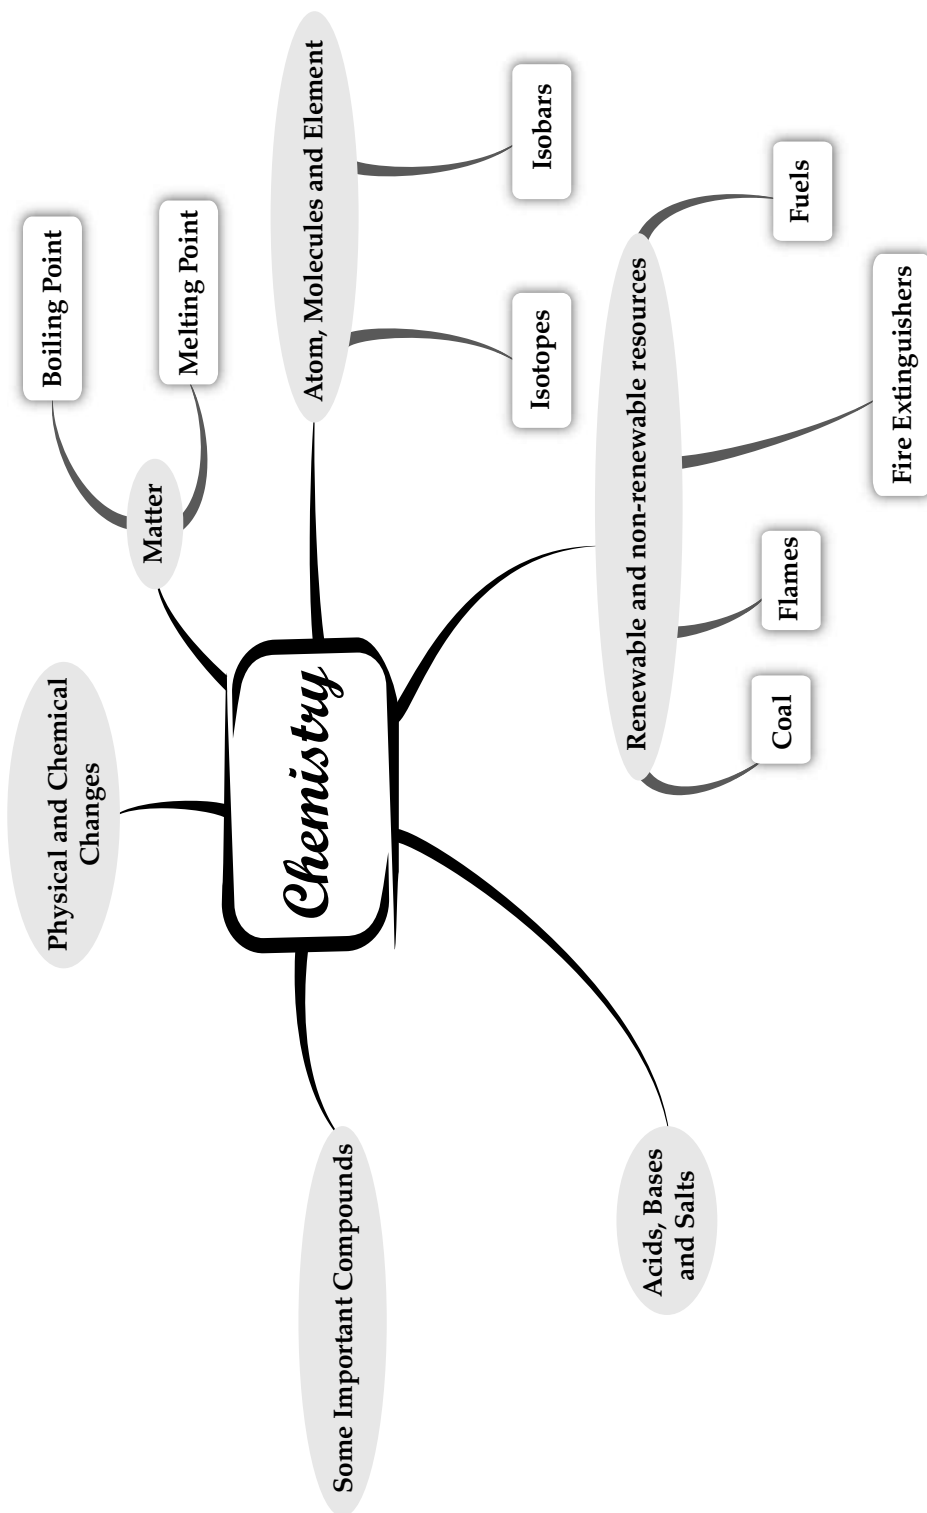 Physical and Chemical
Changes
Matter
Boiling Point
Melting Point
Chemistry
Atom, Molecules and Element
Isotopes
Isobars
Some Important Compounds
Acids, Bases
and Salts
Renewable and non-renewable resources
Coal
Flames
Fire Extinguishers
Fuels